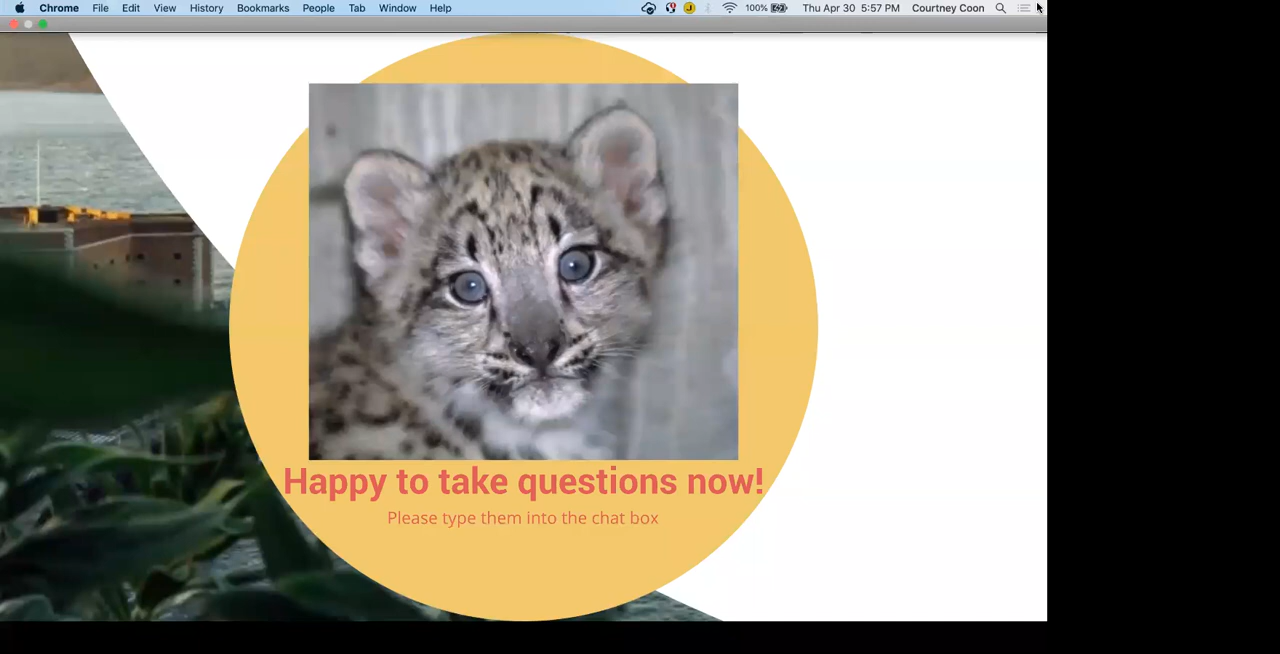 Chrome File Edit View History Bookmarks People Tab Window Help 100% Thu Apr 30 5:57 PM Courtney Coon
Happy to take questions now!
Please type them into the chat box